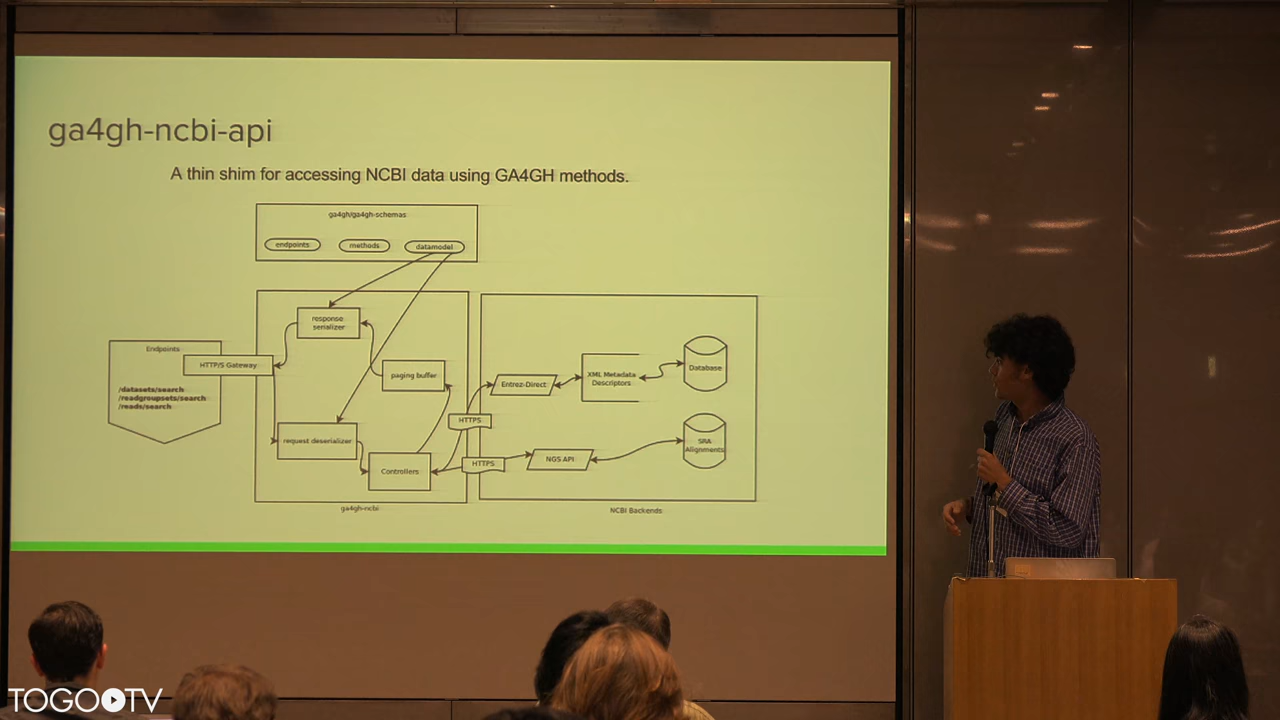 ga4gh-ncbi-api
A thin shim for accessing NCBI data using GA4GH methods.
ga4gh/ga4gh-schemas
endpoints
methods
datamodel
response
serializer
Endpoints
HTTP/S Gateway
/datasets/search
/readgroupsets/search
/reads/search
paging buffer
request deserializer
Controllers
HTTPS
HTTPS
ga4gh-ncbi
Entrez-Direct
XML Metadata
Descriptors
Database
NGS API
SRA
Alignments
NCBI Backends
TOGOTV